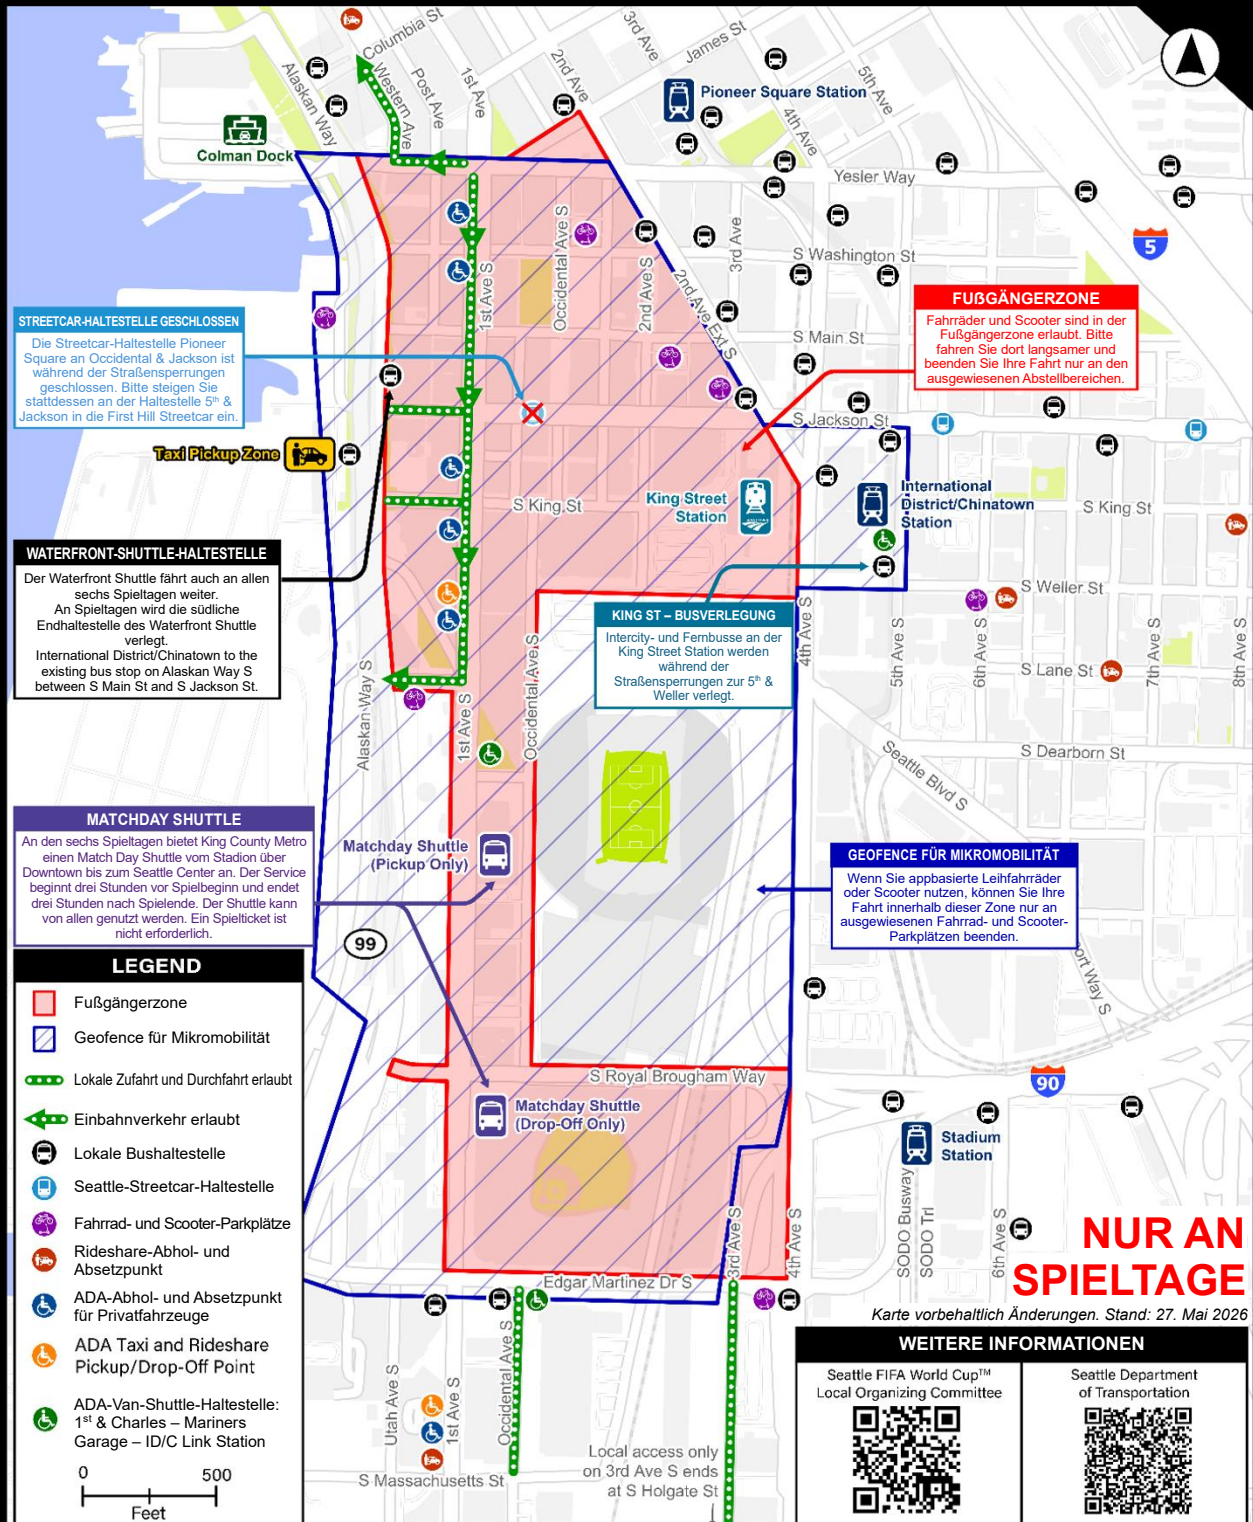 Columbia St
3rd Ave
James St
Western Ave
Post Ave
1st Ave
2nd Ave
5th Ave
4th Ave
Alaskan Way
Pioneer Square Station
Colman Dock
Yesler Way
5
Occidental Ave S
3rd Ave
S Washington St
1st Ave S
2nd Ave S
2nd Ave Ext S
S Main St
STREETCAR-HALTESTELLE GESCHLOSSEN
Die Streetcar-Haltestelle Pioneer
Square an Occidental & Jackson ist
während der Straßensperrungen
geschlossen. Bitte steigen Sie
stattdessen an der Haltestelle 5th &
Jackson in die First Hill Streetcar ein.
FUßGÄNGERZONE
Fahrräder und Scooter sind in der
Fußgängerzone erlaubt. Bitte
fahren Sie dort langsamer und
beenden Sie Ihre Fahrt nur an den
ausgewiesenen Abstellbereichen.
S Jackson St
Taxi Pickup Zone
S King St
King Street
Station
International
District/Chinatown
Station
S King St
WATERFRONT-SHUTTLE-HALTESTELLE
Der Waterfront Shuttle fährt auch an allen
sechs Spieltagen weiter.
An Spieltagen wird die südliche
Endhaltestelle des Waterfront Shuttle
verlegt.
International District/Chinatown to the
existing bus stop on Alaskan Way S
between S Main St and S Jackson St.
S Weller St
KING ST – BUSVERLEGUNG
Intercity- und Fernbusse an der
King Street Station werden
während der
Straßensperrungen zur 5th &
Weller verlegt.
4th Ave S
5th Ave S
6th Ave S
S Lane St
7th Ave S
8th Ave S
Alaskan Way S
1st Ave S
Occidental Ave S
S Dearborn St
Seattle Blvd S
MATCHDAY SHUTTLE
An den sechs Spieltagen bietet King County Metro
einen Match Day Shuttle vom Stadion über
Downtown bis zum Seattle Center an. Der Service
beginnt drei Stunden vor Spielbeginn und endet
drei Stunden nach Spielende. Der Shuttle kann
von allen genutzt werden. Ein Spielticket ist
nicht erforderlich.
Matchday Shuttle
(Pickup Only)
GEOFENCE FÜR MIKROMOBILITÄT
Wenn Sie appbasierte Leihfahrräder
oder Scooter nutzen, können Sie Ihre
Fahrt innerhalb dieser Zone nur an
ausgewiesenen Fahrrad- und Scooter-
Parkplätzen beenden.
99
ort Way S
S Royal Brougham Way
90
Matchday Shuttle
(Drop-Off Only)
Stadium
Station
LEGEND
Fußgängerzone
Geofence für Mikromobilität
Lokale Zufahrt und Durchfahrt erlaubt
Einbahnverkehr erlaubt
Lokale Bushaltestelle
Seattle-Streetcar-Haltestelle
Fahrrad- und Scooter-Parkplätze
Rideshare-Abhol- und
Absetzpunkt
ADA-Abhol- und Absetzpunkt
für Privatfahrzeuge
ADA Taxi and Rideshare
Pickup/Drop-Off Point
ADA-Van-Shuttle-Haltestelle:
1st & Charles – Mariners
Garage – ID/C Link Station
0 500
Feet
3rd Ave S
4th Ave S
SODO Busway
SODO Trl
6th Ave S
Edgar Martinez Dr S
NUR AN
SPIELTAGE
Karte vorbehaltlich Änderungen. Stand: 27. Mai 2026
Utah Ave S
1st Ave S
Occidental Ave S
S Massachusetts St
Local access only
on 3rd Ave S ends
at S Holgate St
WEITERE INFORMATIONEN
Seattle FIFA World Cup™
Local Organizing Committee
Seattle Department
of Transportation